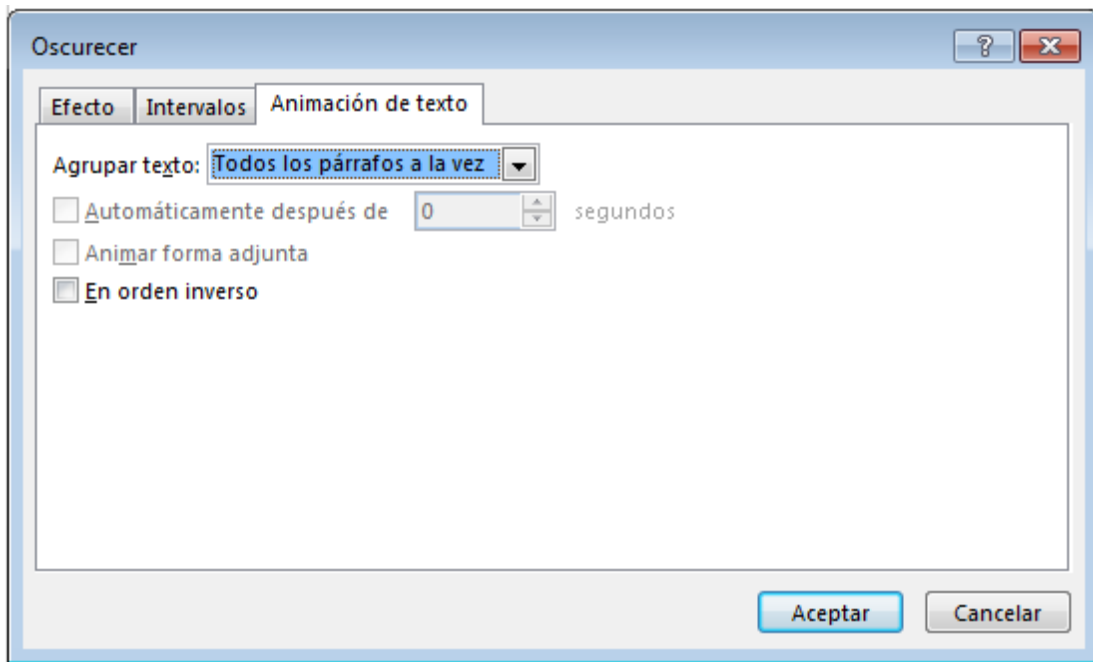 Oscurecer
Efecto Intervalos Animación de texto
Agrupar texto: Todos los párrafos a la vez
Automáticamente después de 0 segundos
Animar forma adjunta
En orden inverso
Aceptar Cancelar